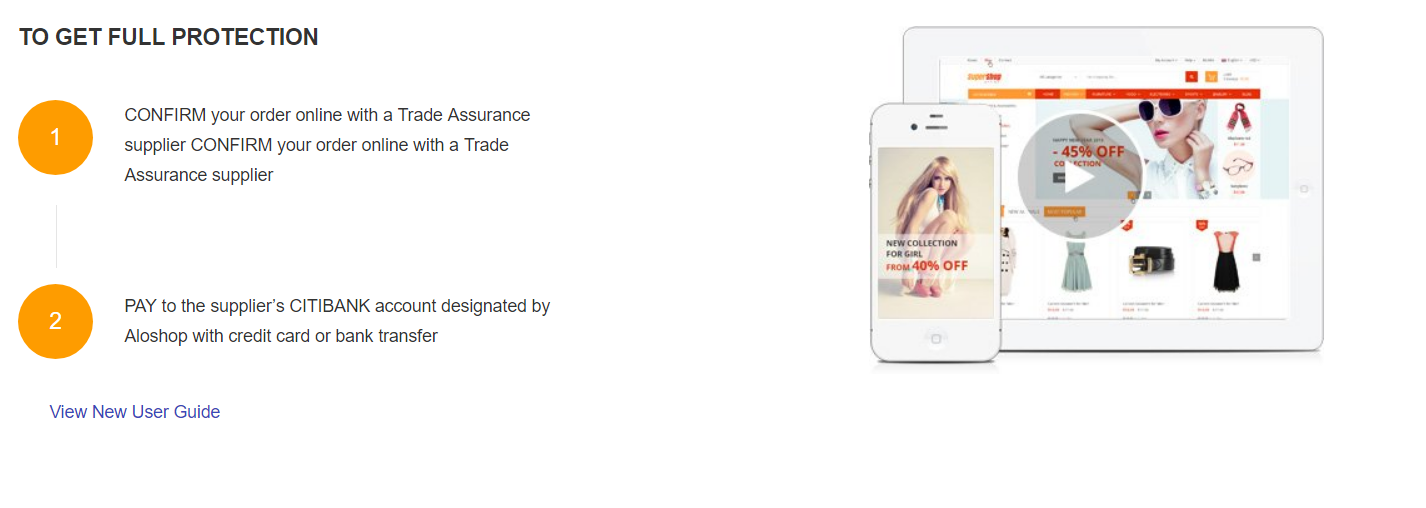 TO GET FULL PROTECTION
1
CONFIRM your order online with a Trade Assurance
supplier CONFIRM your order online with a Trade
Assurance supplier
2
PAY to the supplier’s CITIBANK account designated by
Aloshop with credit card or bank transfer
View New User Guide
supershop
- 45% OFF
COLLECTION
NEW COLLECTION
FOR GIRL
FROM 40% OFF